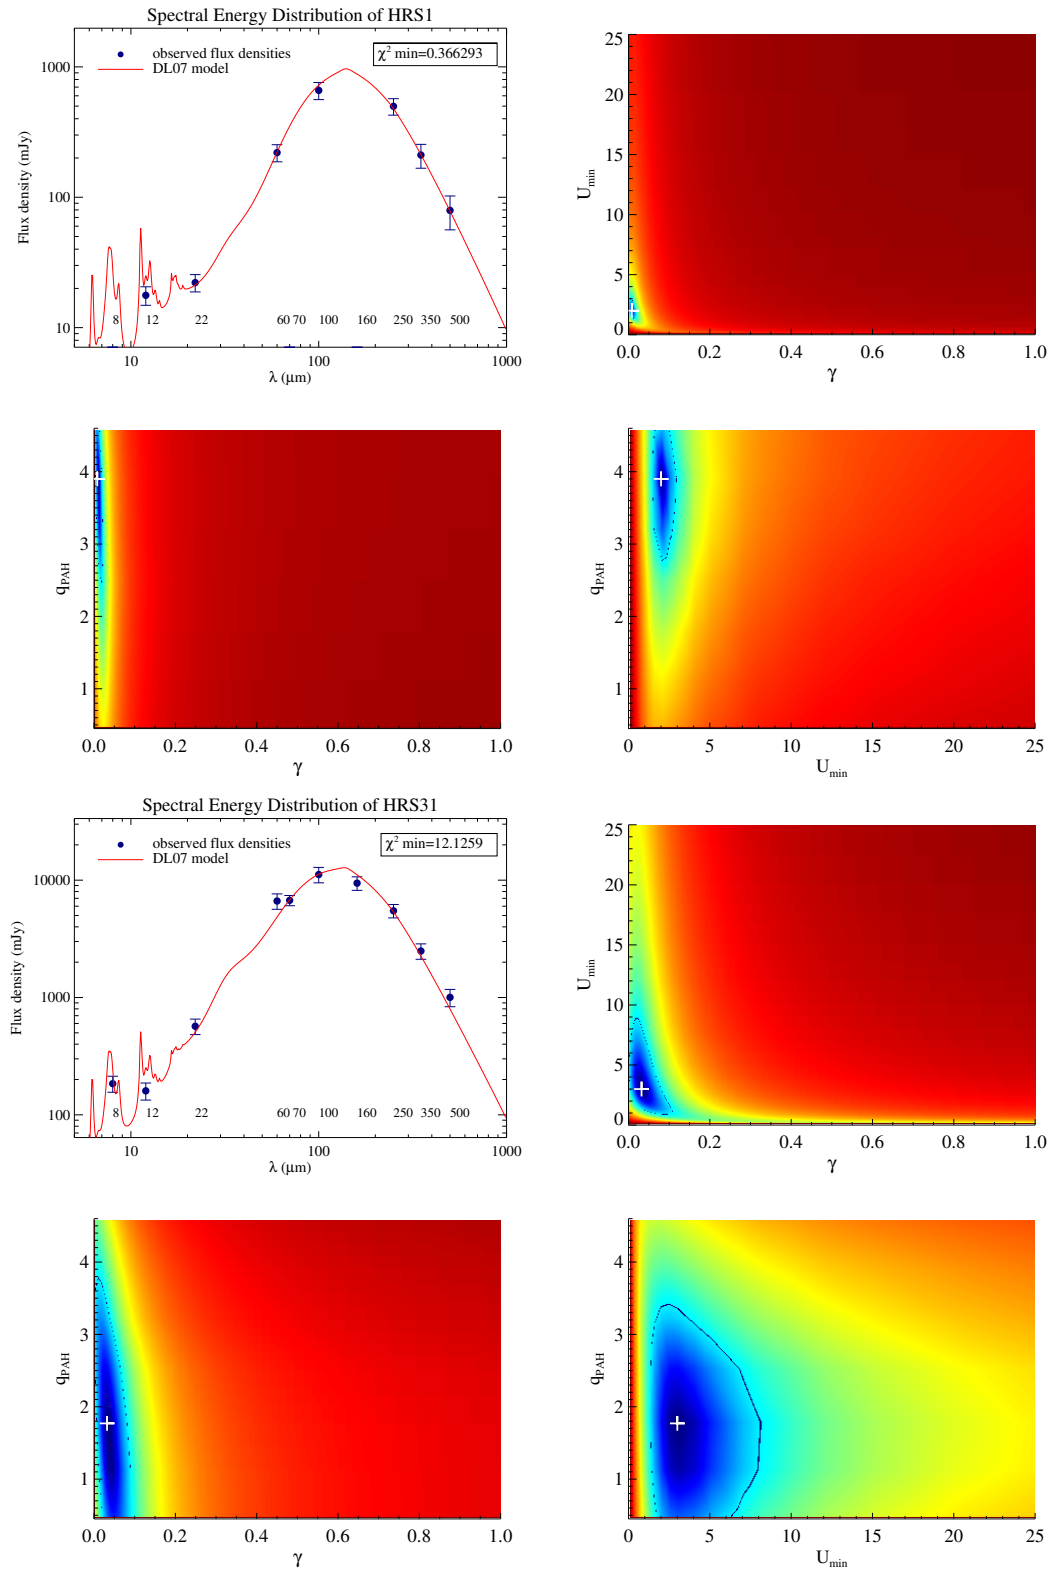 Spectral Energy Distribution of HRS1
observed flux densities
DL07 model
χ² min=0.366293
1000
100
10
Flux density (mJy)
8 12 22 60 70 100 160 250 350 500
10 100 1000
λ (μm)
25
20
15
10
5
0
U_min
0.0 0.2 0.4 0.6 0.8 1.0
γ
4
3
2
1
q_PAH
0.0 0.2 0.4 0.6 0.8 1.0
γ
4
3
2
1
q_PAH
0 5 10 15 20 25
U_min
Spectral Energy Distribution of HRS31
observed flux densities
DL07 model
χ² min=12.1259
10000
1000
100
Flux density (mJy)
8 12 22 60 70 100 160 250 350 500
10 100 1000
λ (μm)
25
20
15
10
5
0
U_min
0.0 0.2 0.4 0.6 0.8 1.0
γ
4
3
2
1
q_PAH
0.0 0.2 0.4 0.6 0.8 1.0
γ
4
3
2
1
q_PAH
0 5 10 15 20 25
U_min